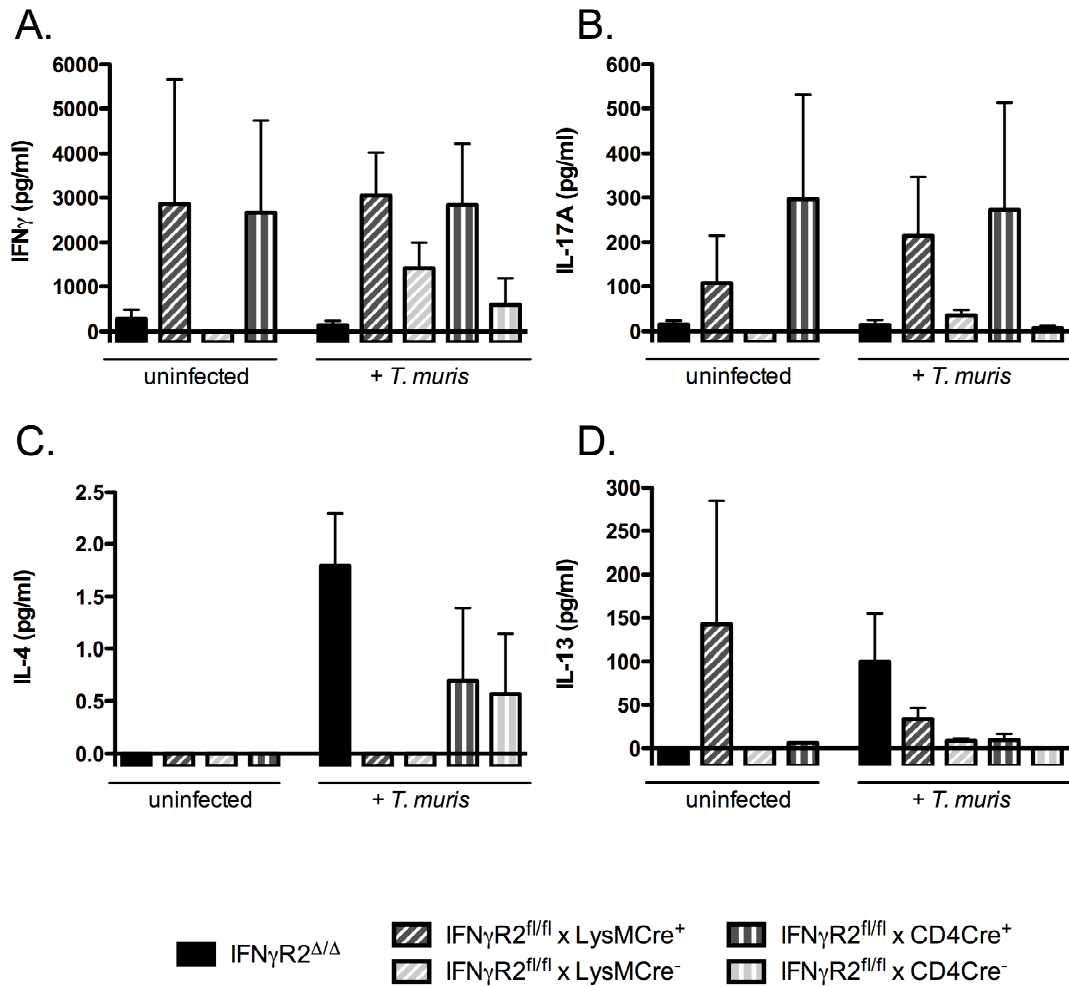 A.
IFNγ (pg/ml)
6000
5000
4000
3000
2000
1000
0
uninfected
+ T. muris
B.
IL-17A (pg/ml)
600
500
400
300
200
100
0
uninfected
+ T. muris
C.
IL-4 (pg/ml)
2.5
2.0
1.5
1.0
0.5
0.0
uninfected
+ T. muris
D.
IL-13 (pg/ml)
300
250
200
150
100
50
0
uninfected
+ T. muris
IFNγR2Δ/Δ
IFNγR2fl/fl x LysMCre+
IFNγR2fl/fl x LysMCre-
IFNγR2fl/fl x CD4Cre+
IFNγR2fl/fl x CD4Cre-